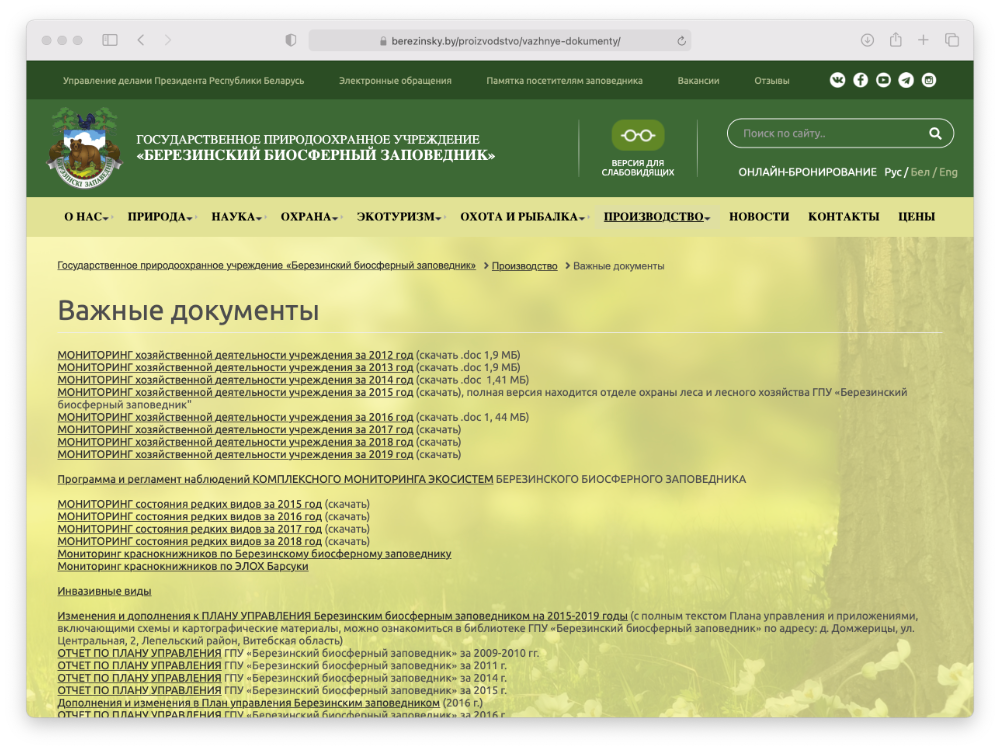 berezinsky.by/proizvodstvo/vazhnye-dokumenty/
Управление делами Президента Республики Беларусь Электронные обращения Памятка посетителям заповедника Вакансии Отзывы
ГОСУДАРСТВЕННОЕ ПРИРОДООХРАННОЕ УЧРЕЖДЕНИЕ
«БЕРЕЗИНСКИЙ БИОСФЕРНЫЙ ЗАПОВЕДНИК»
ВЕРСИЯ ДЛЯ
СЛАБОВИДЯЩИХ
Поиск по сайту..
ОНЛАЙН-БРОНИРОВАНИЕ Рус / Бел / Eng
О НАС ПРИРОДА НАУКА ОХРАНА ЭКОТУРИЗМ ОХОТА И РЫБАЛКА ПРОИЗВОДСТВО НОВОСТИ КОНТАКТЫ ЦЕНЫ
Государственное природоохранное учреждение «Березинский биосферный заповедник» > Производство > Важные документы
Важные документы
МОНИТОРИНГ хозяйственной деятельности учреждения за 2012 год (скачать .doc 1,9 МБ)
МОНИТОРИНГ хозяйственной деятельности учреждения за 2013 год (скачать .doc 1,9 МБ)
МОНИТОРИНГ хозяйственной деятельности учреждения за 2014 год (скачать .doc 1,41 МБ)
МОНИТОРИНГ хозяйственной деятельности учреждения за 2015 год (скачать), полная версия находится отделе охраны леса и лесного хозяйства ГПУ «Березинский
биосферный заповедник"
МОНИТОРИНГ хозяйственной деятельности учреждения за 2016 год (скачать .doc 1, 44 МБ)
МОНИТОРИНГ хозяйственной деятельности учреждения за 2017 год (скачать)
МОНИТОРИНГ хозяйственной деятельности учреждения за 2018 год (скачать)
МОНИТОРИНГ хозяйственной деятельности учреждения за 2019 год (скачать)
Программа и регламент наблюдений КОМПЛЕКСНОГО МОНИТОРИНГА ЭКОСИСТЕМ БЕРЕЗИНСКОГО БИОСФЕРНОГО ЗАПОВЕДНИКА
МОНИТОРИНГ состояния редких видов за 2015 год (скачать)
МОНИТОРИНГ состояния редких видов за 2016 год (скачать)
МОНИТОРИНГ состояния редких видов за 2017 год (скачать)
МОНИТОРИНГ состояния редких видов за 2018 год (скачать)
Мониторинг краснокнижников по Березинскому биосферному заповеднику
Мониторинг краснокнижников по ЭЛОХ Барсуки
Инвазивные виды
Изменения и дополнения к ПЛАНУ УПРАВЛЕНИЯ Березинским биосферным заповедником на 2015-2019 годы (с полным текстом Плана управления и приложениями,
включающими схемы и картографические материалы, можно ознакомиться в библиотеке ГПУ «Березинский биосферный заповедник» по адресу: д. Домжерицы, ул.
Центральная, 2, Лепельский район, Витебская область)
ОТЧЕТ ПО ПЛАНУ УПРАВЛЕНИЯ ГПУ «Березинский биосферный заповедник» за 2009-2010 гг.
ОТЧЕТ ПО ПЛАНУ УПРАВЛЕНИЯ ГПУ «Березинский биосферный заповедник» за 2011 г.
ОТЧЕТ ПО ПЛАНУ УПРАВЛЕНИЯ ГПУ «Березинский биосферный заповедник» за 2014 г.
ОТЧЕТ ПО ПЛАНУ УПРАВЛЕНИЯ ГПУ «Березинский биосферный заповедник» за 2015 г.
Дополнения и изменения в План управления Березинским заповедником (2016 г.)
ОТЧЕТ ПО ПЛАНУ УПРАВЛЕНИЯ ГПУ «Березинский биосферный заповедник» за 2016 г.